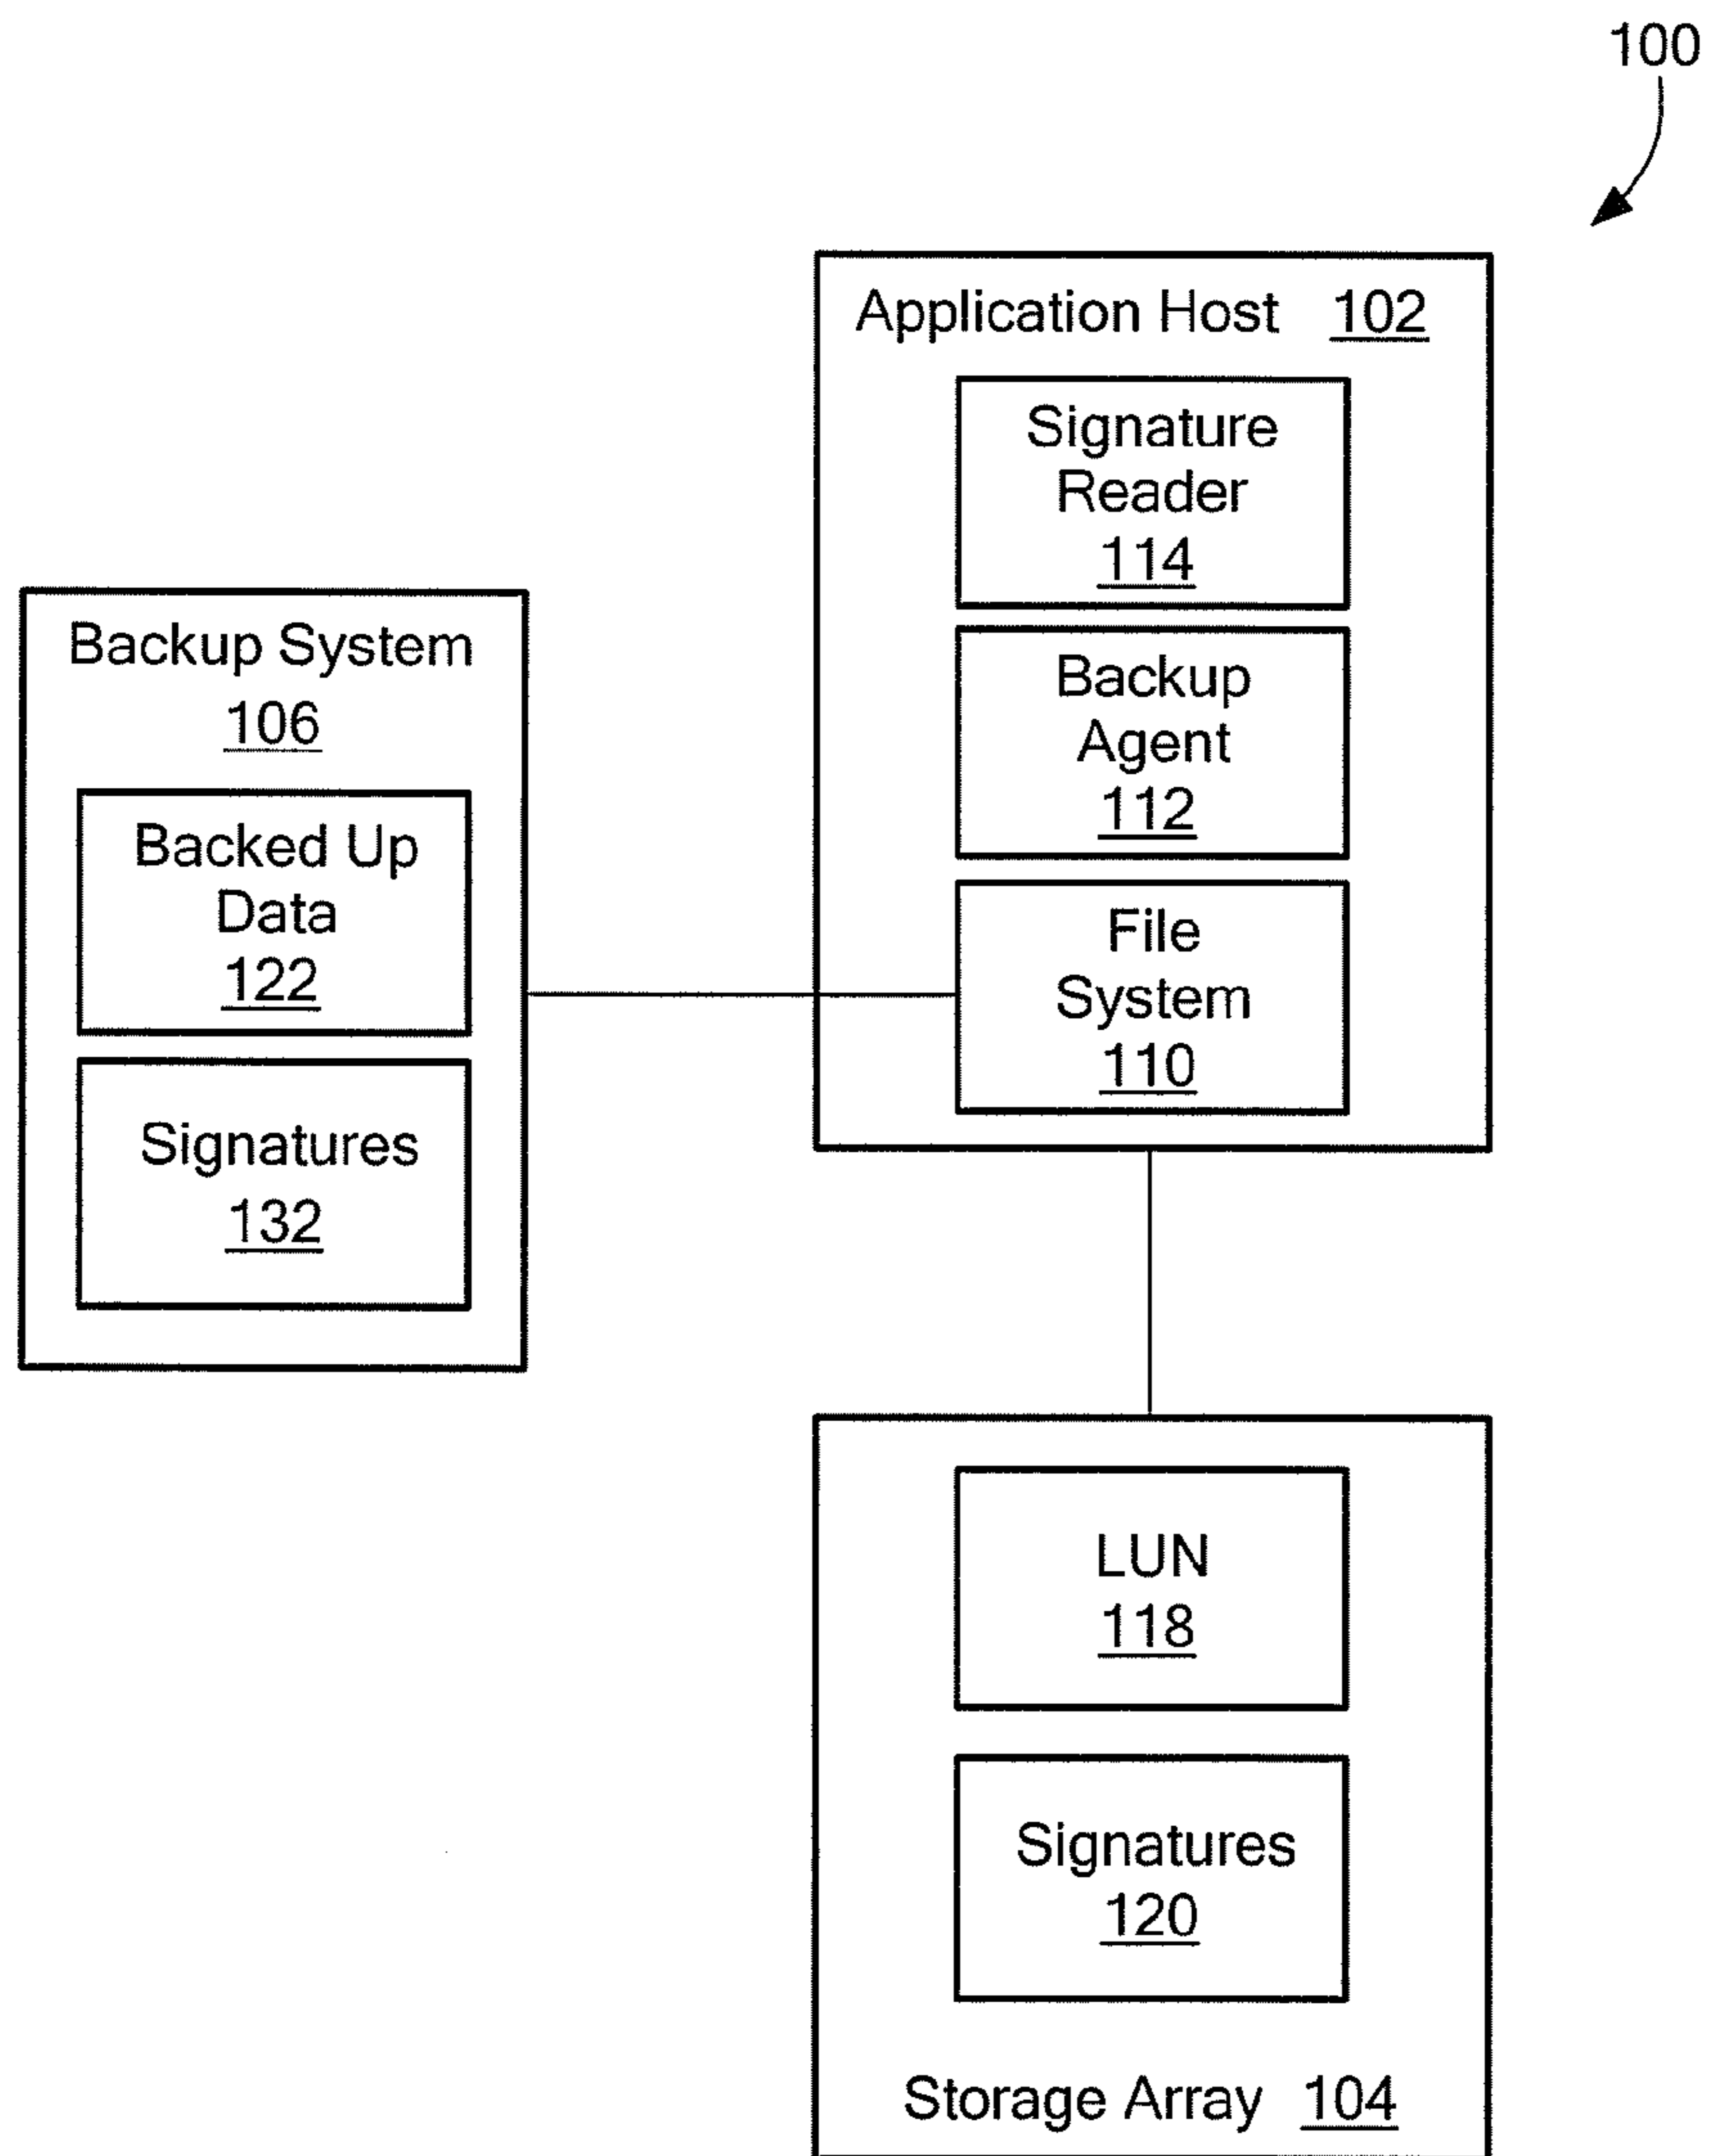 100
Application Host 102
Signature
Reader
114
Backup
Agent
112
File
System
110
Backup System
106
Backed Up
Data
122
Signatures
132
LUN
118
Signatures
120
Storage Array 104